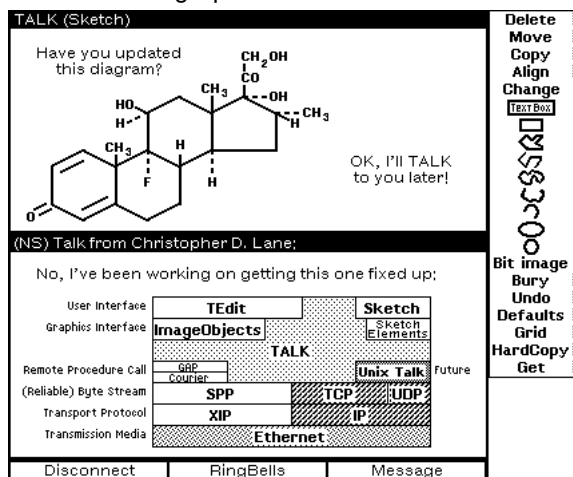 TALK (Sketch)
Have you updated
this diagram?
CH2OH
CO
CH3
OH
HO
H
CH3
CH3
H
H
F
H
O
OK, I'll TALK
to you later!
(NS) Talk from Christopher D. Lane:
No, I've been working on getting this one fixed up:
User Interface
TEdit
Sketch
Graphics Interface
ImageObjects
Sketch
Elements
TALK
Remote Procedure Call
GAP
Courier
Unix Talk
Future
(Reliable) Byte Stream
SPP
TCP
UDP
Transport Protocol
XIP
IP
Transmission Media
Ethernet
Disconnect
RingBells
Message
Delete
Move
Copy
Align
Change
TEXT BOX
Bit image
Bury
Undo
Defaults
Grid
HardCopy
Get